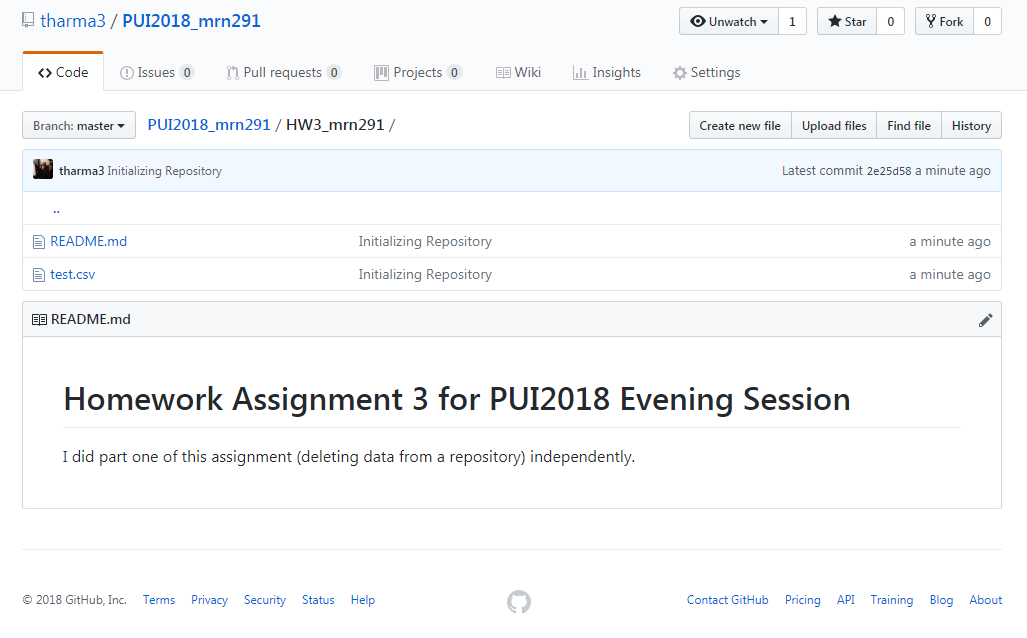 tharma3 / PUI2018_mrn291
Unwatch 1 Star 0 Fork 0
Code Issues 0 Pull requests 0 Projects 0 Wiki Insights Settings
Branch: master PUI2018_mrn291 / HW3_mrn291 / Create new file Upload files Find file History
tharma3 Initializing Repository Latest commit 2e25d58 a minute ago
..
README.md Initializing Repository a minute ago
test.csv Initializing Repository a minute ago
README.md
Homework Assignment 3 for PUI2018 Evening Session
I did part one of this assignment (deleting data from a repository) independently.
© 2018 GitHub, Inc. Terms Privacy Security Status Help Contact GitHub Pricing API Training Blog About